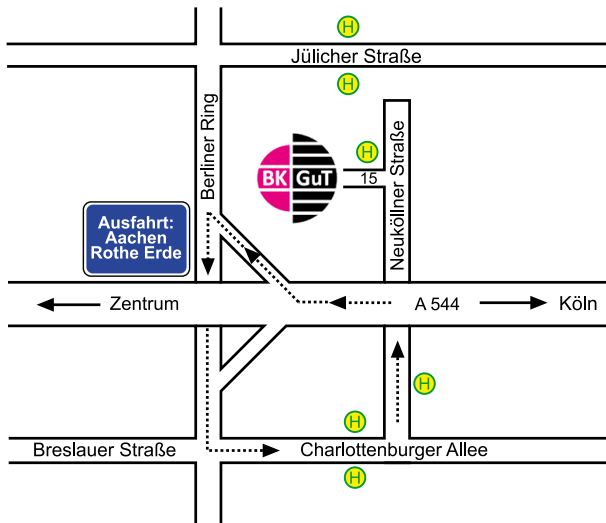 H
Jülicher Straße
H
H
Berliner Ring
BK GuT
15
Neuköllner Straße
Ausfahrt:
Aachen
Rothe Erde
Zentrum
A 544
Köln
H
H
Breslauer Straße
Charlottenburger Allee
H